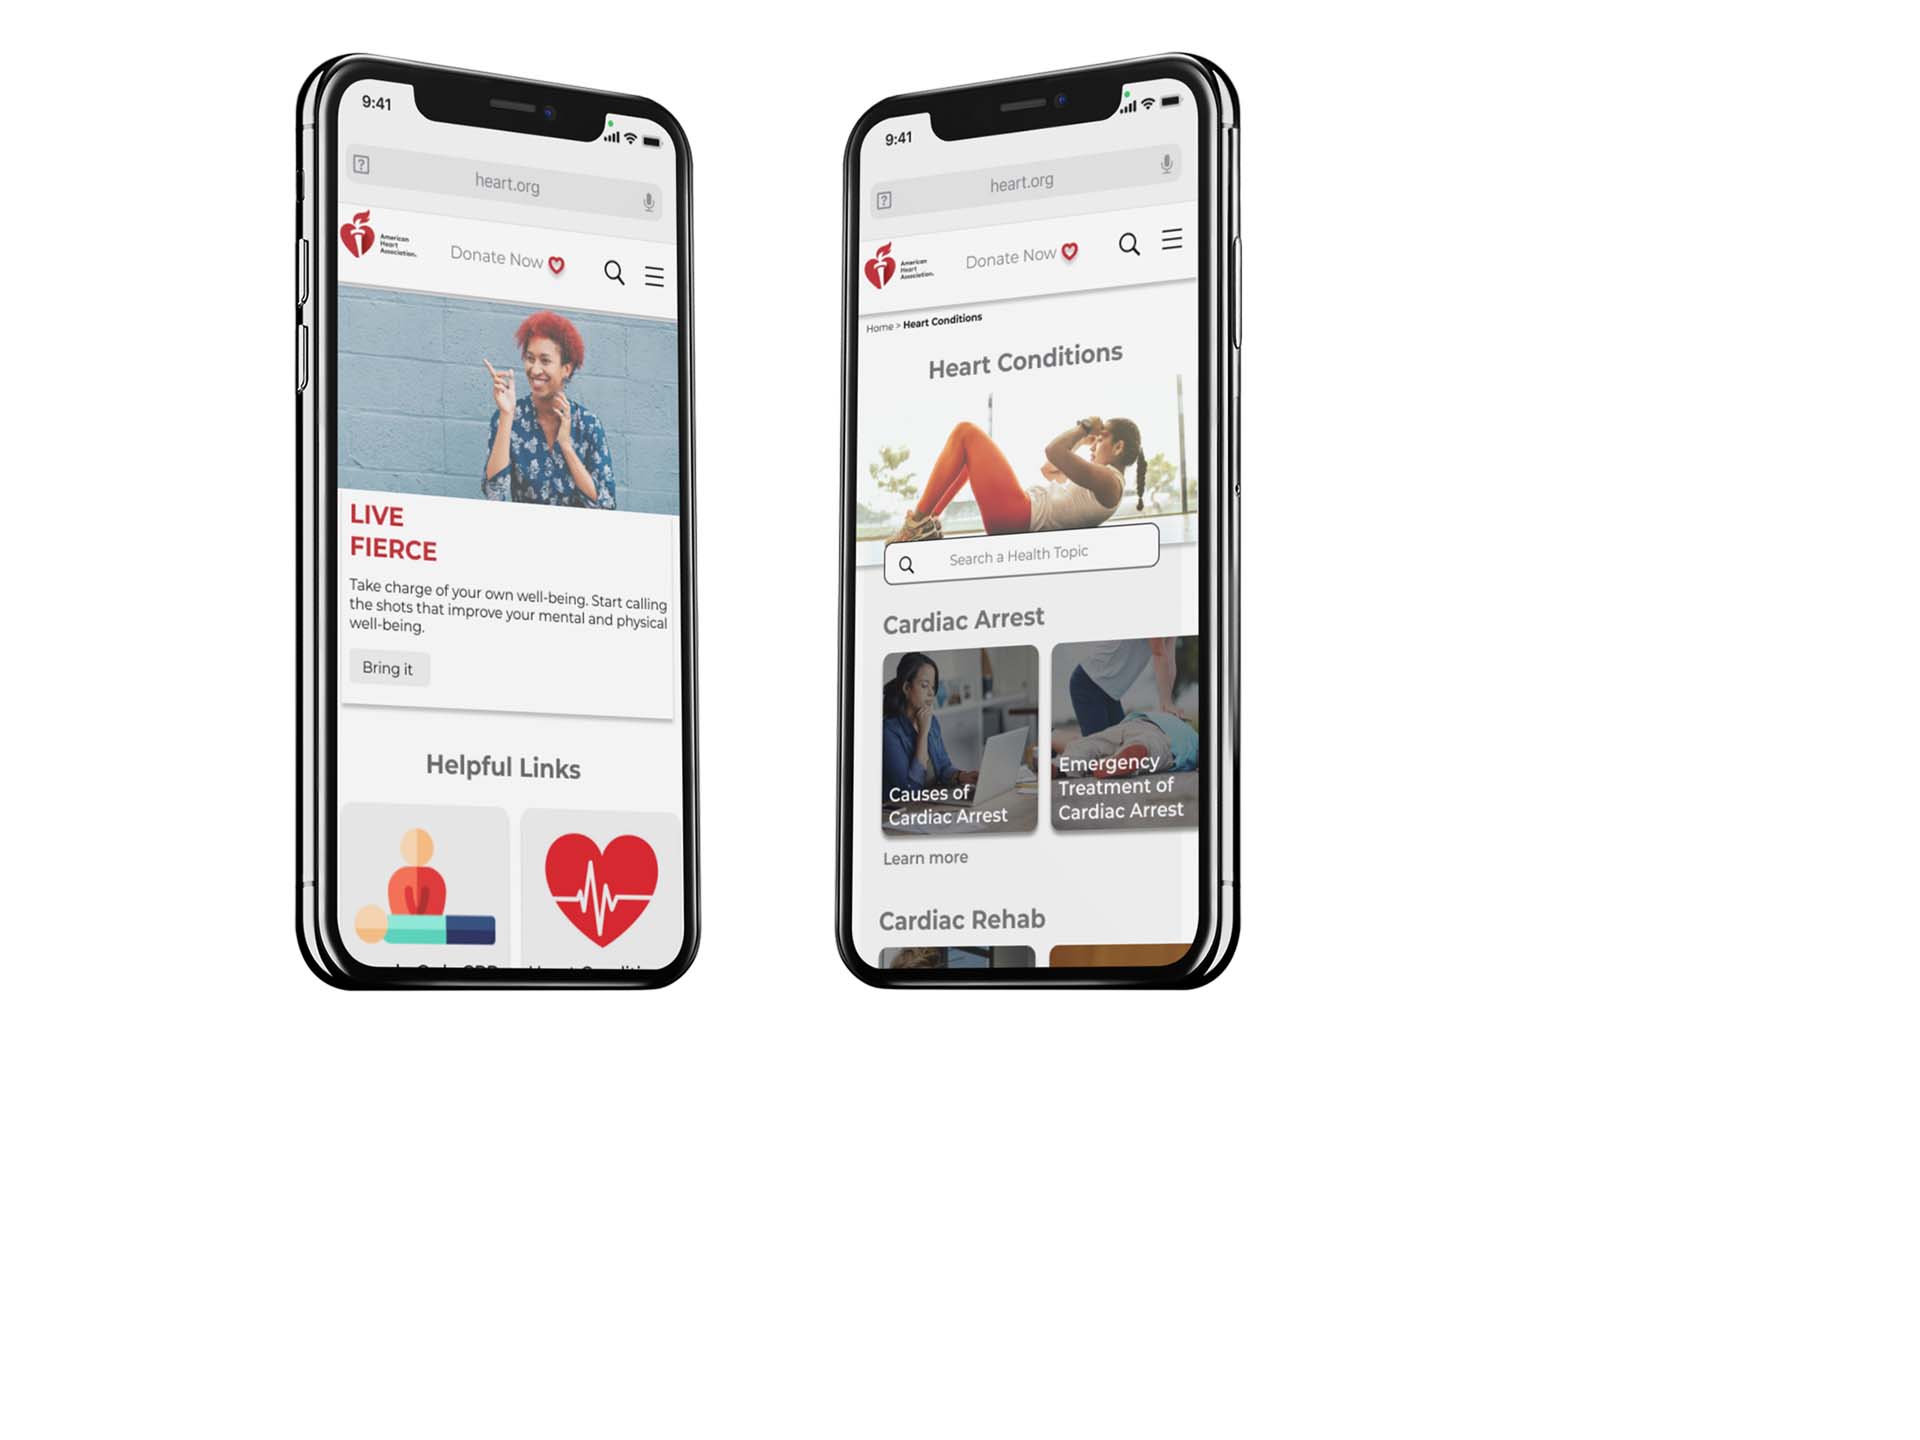 9:41
heart.org
American
Heart
Association.
Donate Now
LIVE
FIERCE
Take charge of your own well-being. Start calling
the shots that improve your mental and physical
well-being.
Bring it
Helpful Links
9:41
heart.org
American
Heart
Association.
Donate Now
Home > Heart Conditions
Heart Conditions
Search a Health Topic
Cardiac Arrest
Causes of
Cardiac Arrest
Emergency
Treatment of
Cardiac Arrest
Learn more
Cardiac Rehab